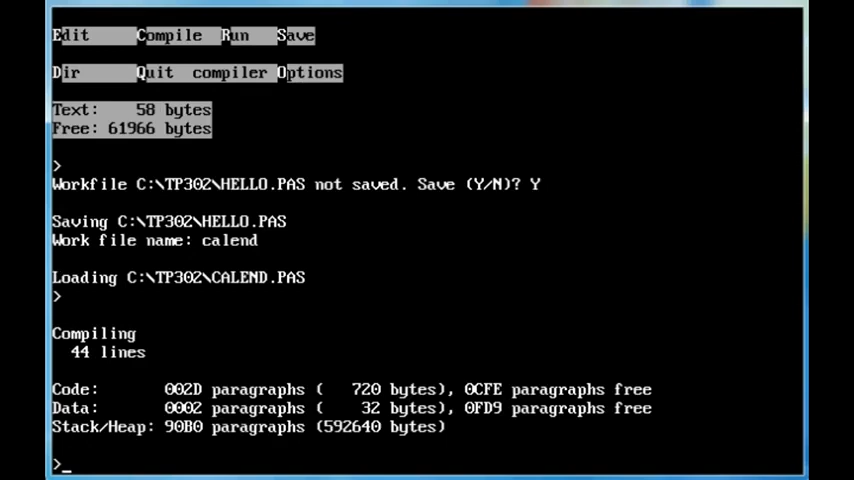 Edit Compile Run Save
Dir Quit compiler Options
Text: 58 bytes
Free: 61966 bytes
>
Workfile C:\TP302\HELLO.PAS not saved. Save (Y/N)? Y
Saving C:\TP302\HELLO.PAS
Work file name: calend
Loading C:\TP302\CALEND.PAS
>
Compiling
44 lines
Code: 002D paragraphs ( 720 bytes), 0CFE paragraphs free
Data: 0002 paragraphs ( 32 bytes), 0FD9 paragraphs free
Stack/Heap: 90B0 paragraphs (592640 bytes)
>_